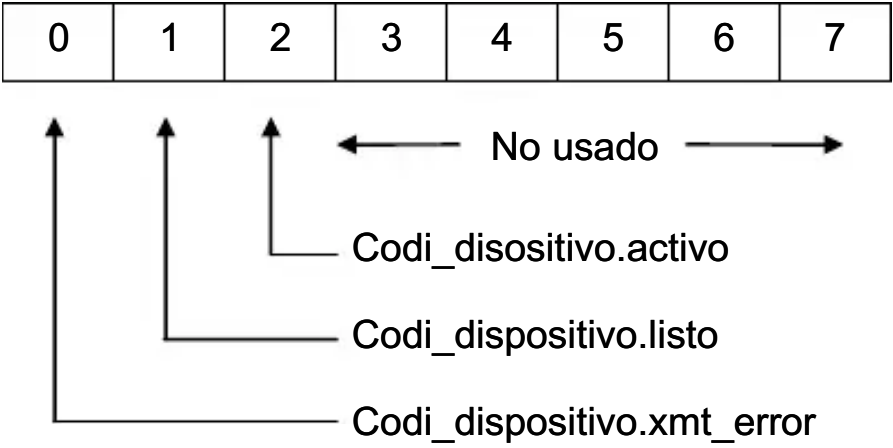 0 1 2 3 4 5 6 7
No usado
Codi_disositivo.activo
Codi_dispositivo.listo
Codi_dispositivo.xmt_error